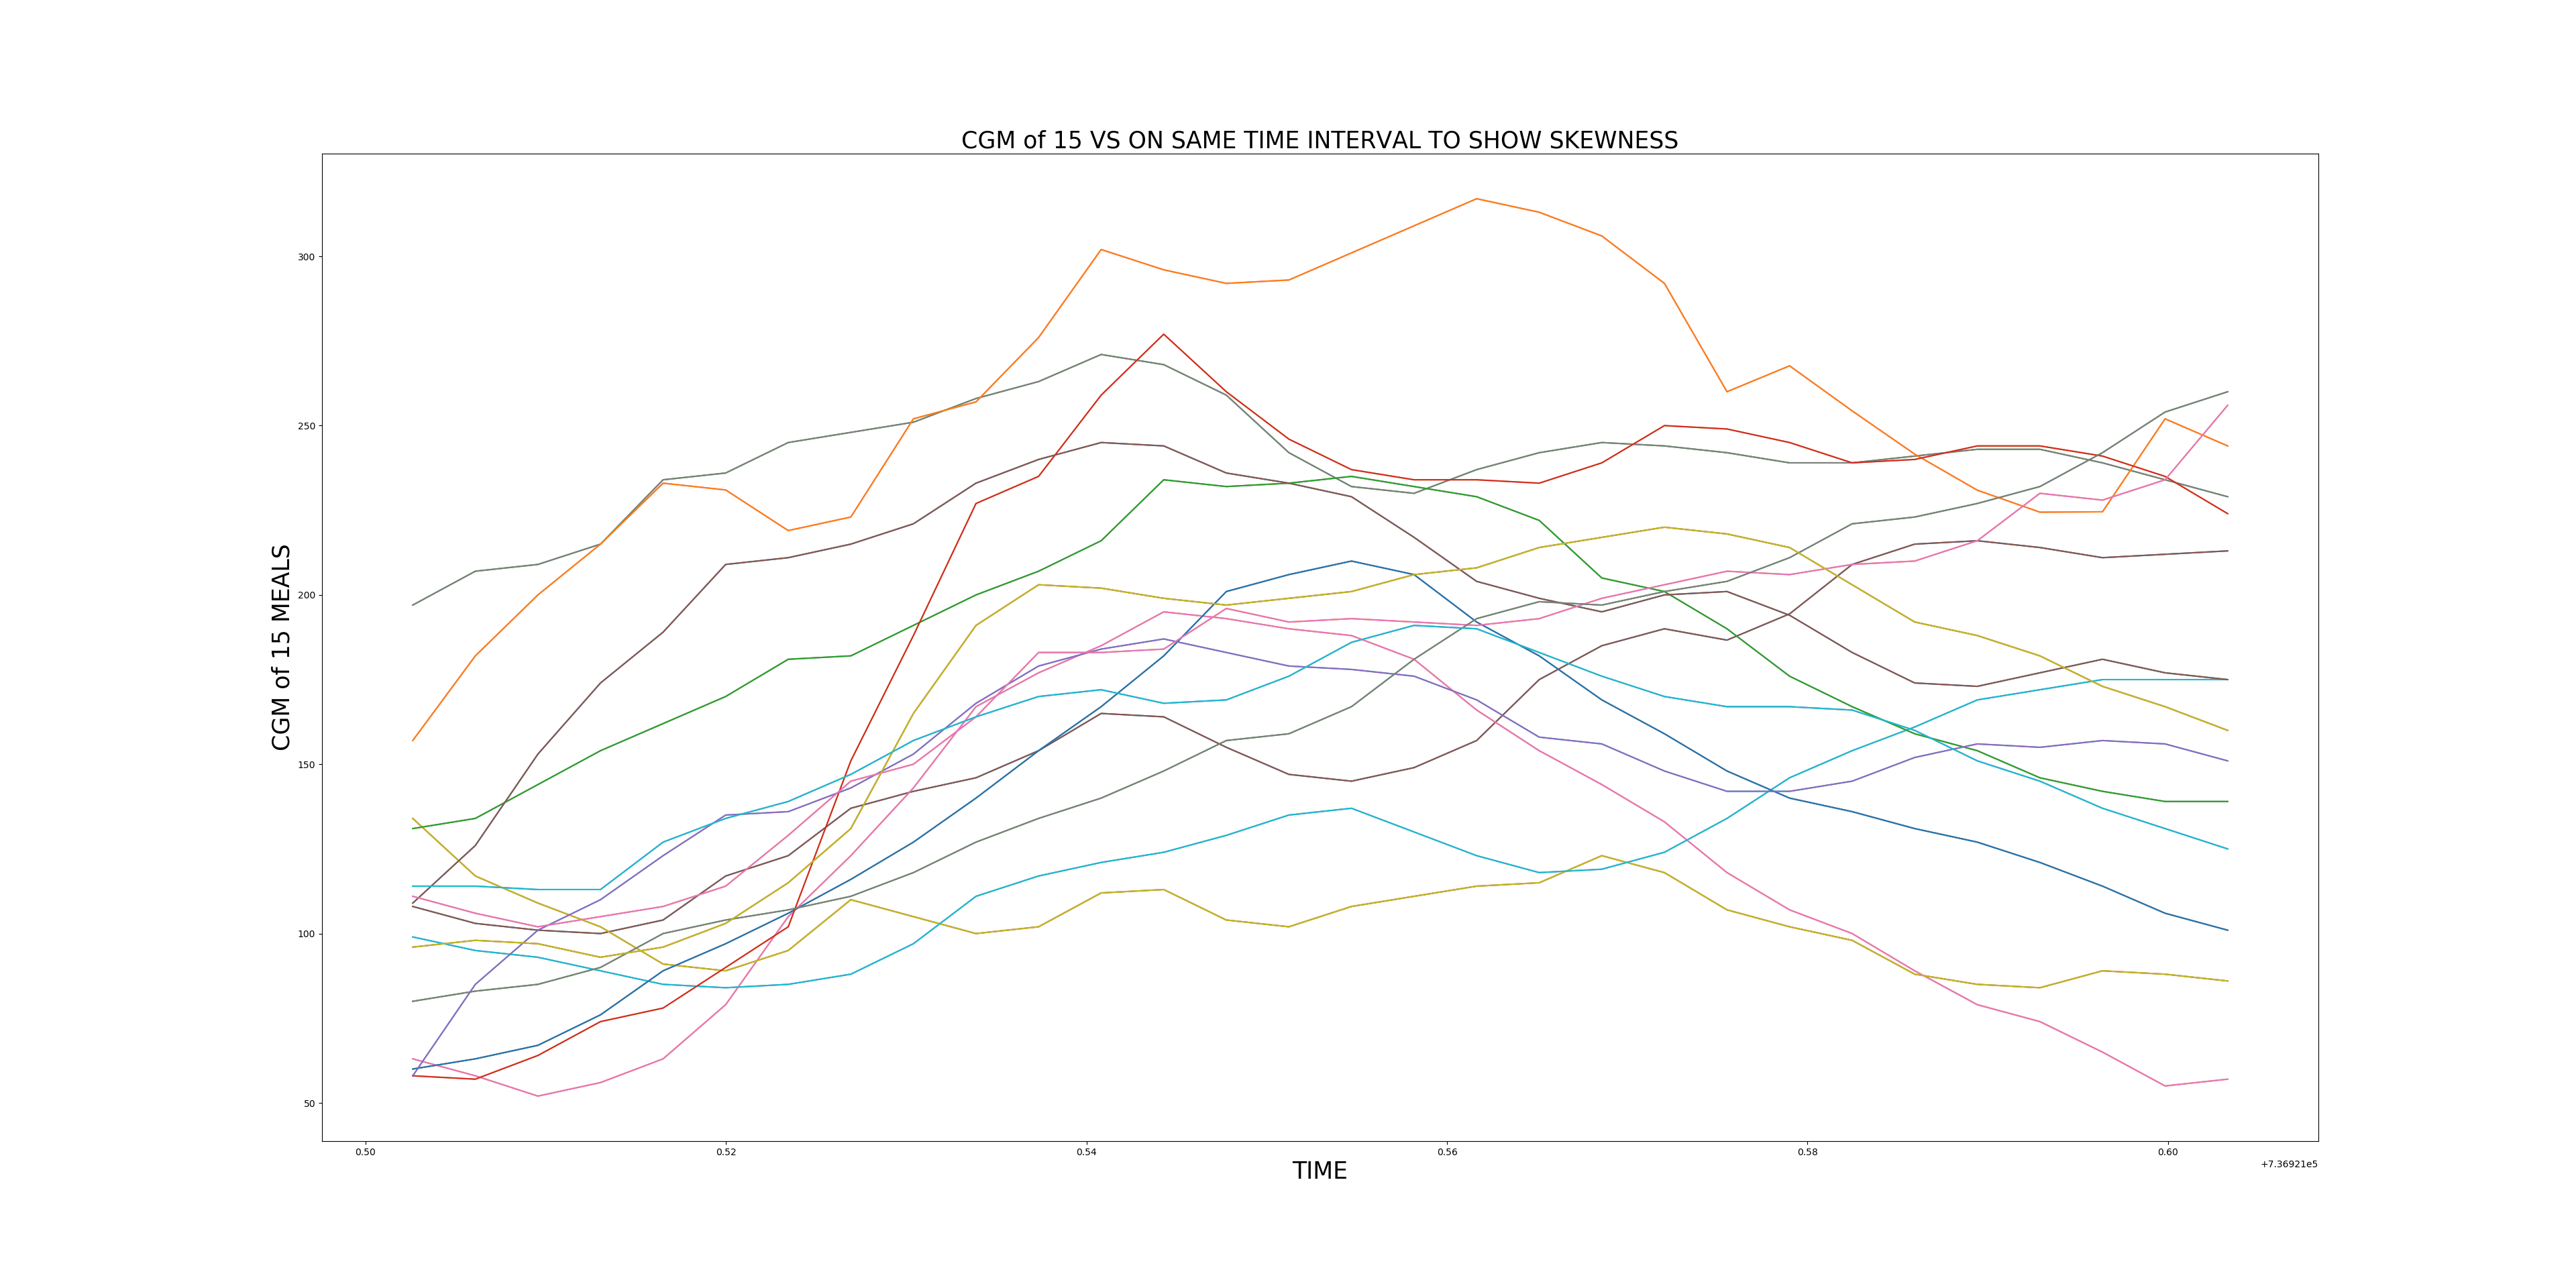 CGM of 15 VS ON SAME TIME INTERVAL TO SHOW SKEWNESS
CGM of 15 MEALS
300
250
200
150
100
50
0.50 0.52 0.54 0.56 0.58 0.60
+7.36921e5
TIME